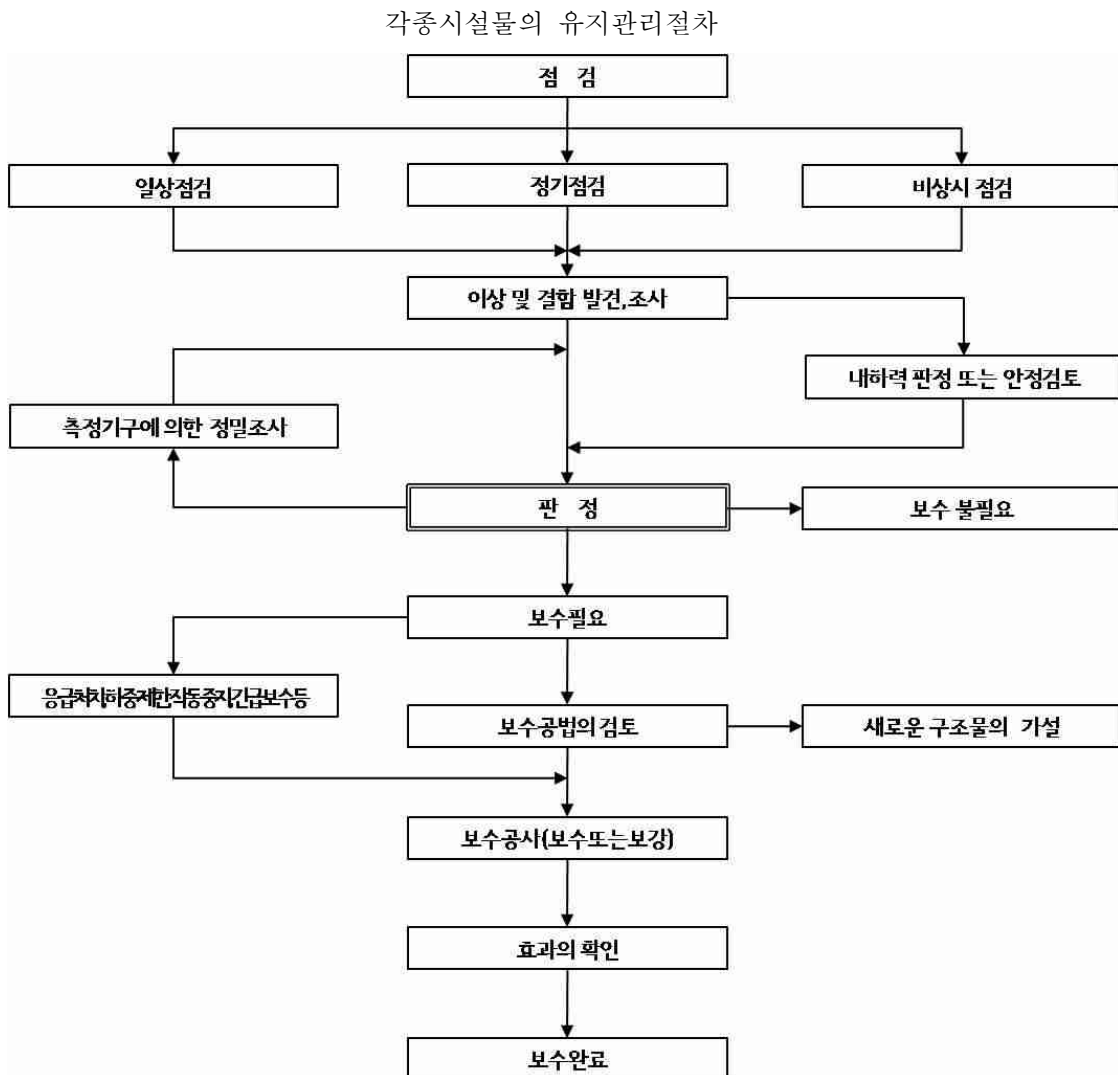 각종시설물의 유지관리절차
점 검
일상점검
정기점검
비상시 점검
이상 및 결함 발견,조사
내하력 판정 또는 안정검토
측정기구에 의한 정밀조사
판 정
보수 불필요
보수필요
응급처치,하중제한,작동중지,긴급보수등
보수공법의 검토
새로운 구조물의 가설
보수공사(보수또는보강)
효과의 확인
보수완료